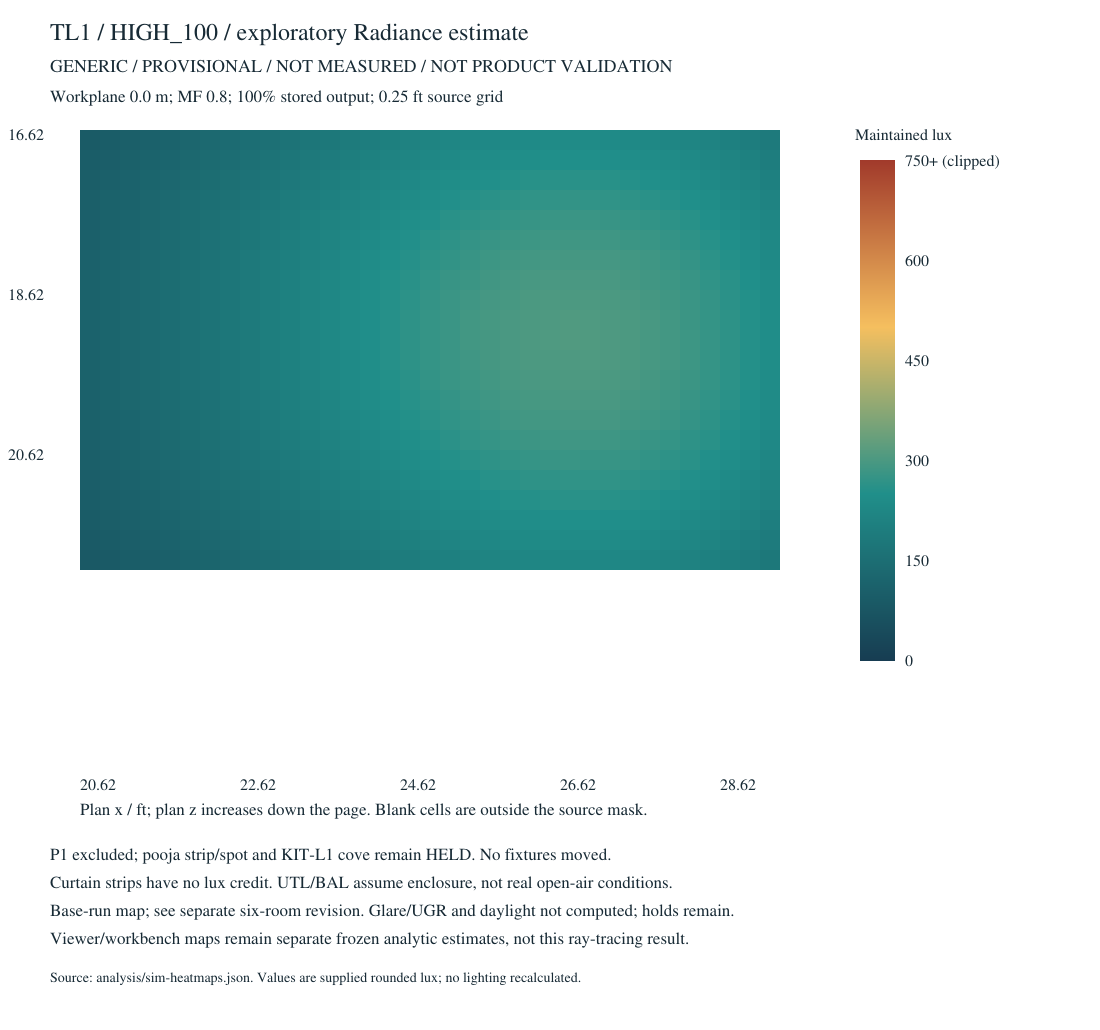 TL1 / HIGH_100 / exploratory Radiance estimate
GENERIC / PROVISIONAL / NOT MEASURED / NOT PRODUCT VALIDATION
Workplane 0.0 m; MF 0.8; 100% stored output; 0.25 ft source grid
16.62
Maintained lux
750+ (clipped)
600
18.62
450
20.62
300
150
0
20.62 22.62 24.62 26.62 28.62
Plan x / ft; plan z increases down the page. Blank cells are outside the source mask.
P1 excluded; pooja strip/spot and KIT-L1 cove remain HELD. No fixtures moved.
Curtain strips have no lux credit. UTL/BAL assume enclosure, not real open-air conditions.
Base-run map; see separate six-room revision. Glare/UGR and daylight not computed; holds remain.
Viewer/workbench maps remain separate frozen analytic estimates, not this ray-tracing result.
Source: analysis/sim-heatmaps.json. Values are supplied rounded lux; no lighting recalculated.